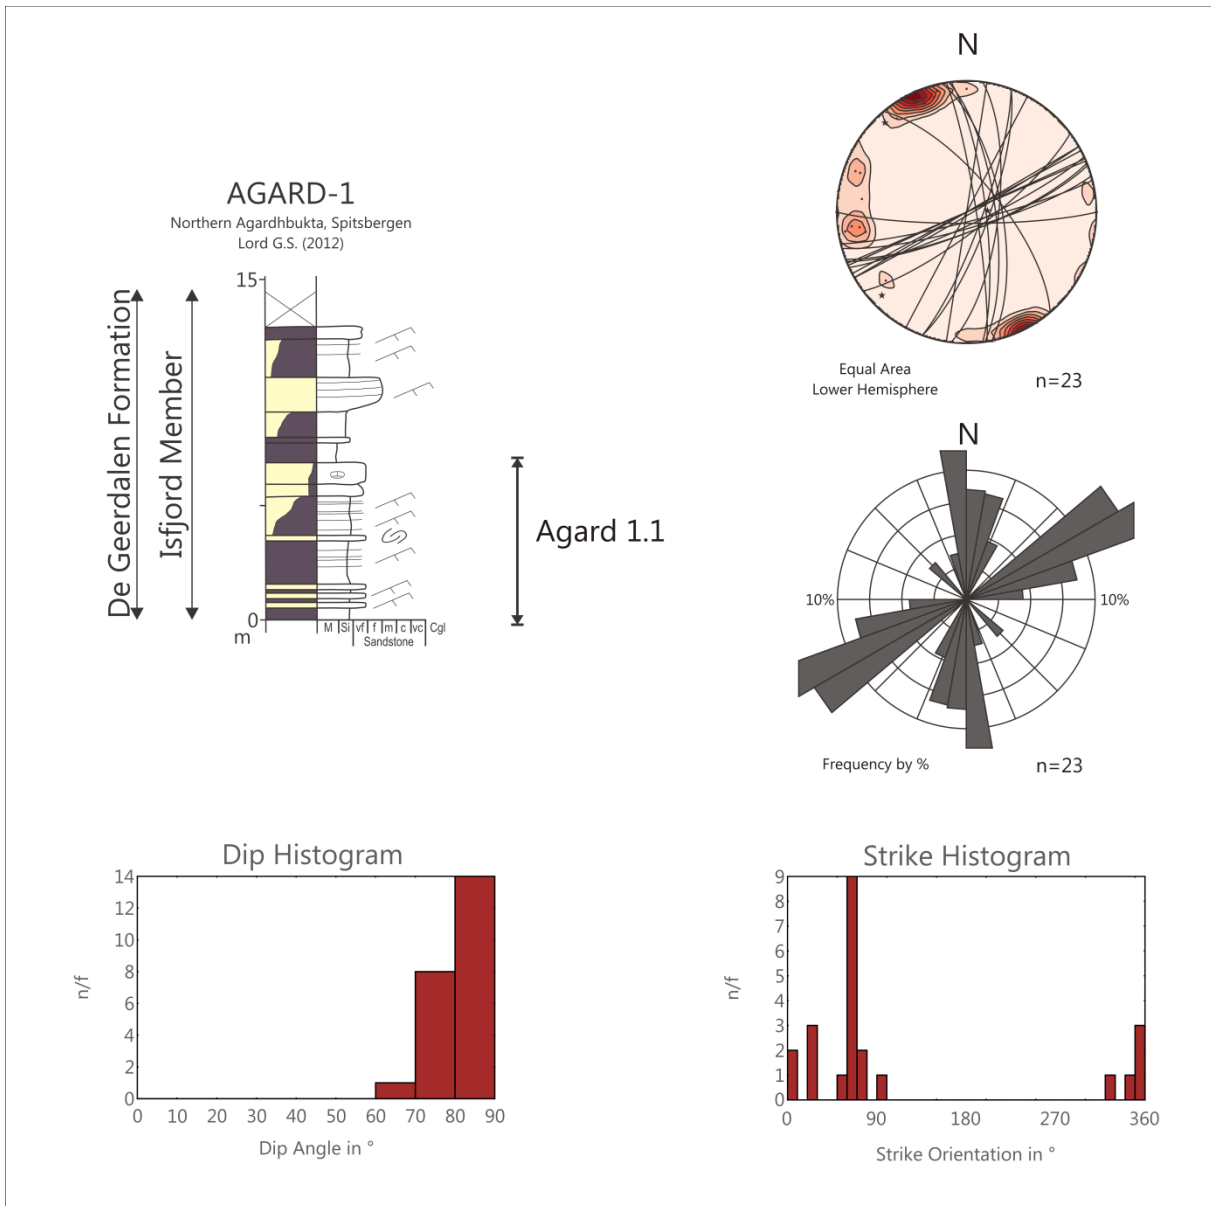 AGARD-1
Northern Agardhbukta, Spitsbergen
Lord G.S. (2012)
De Geerdalen Formation
Isfjord Member
15
0
m
M Si vf f m c vc Cgl
Sandstone
Agard 1.1
N
Equal Area
Lower Hemisphere
n=23
N
10%
10%
Frequency by %
n=23
Dip Histogram
14
12
10
8
6
4
2
0
n/f
0 10 20 30 40 50 60 70 80 90
Dip Angle in °
Strike Histogram
9
8
7
6
5
4
3
2
1
0
n/f
0 90 180 270 360
Strike Orientation in °